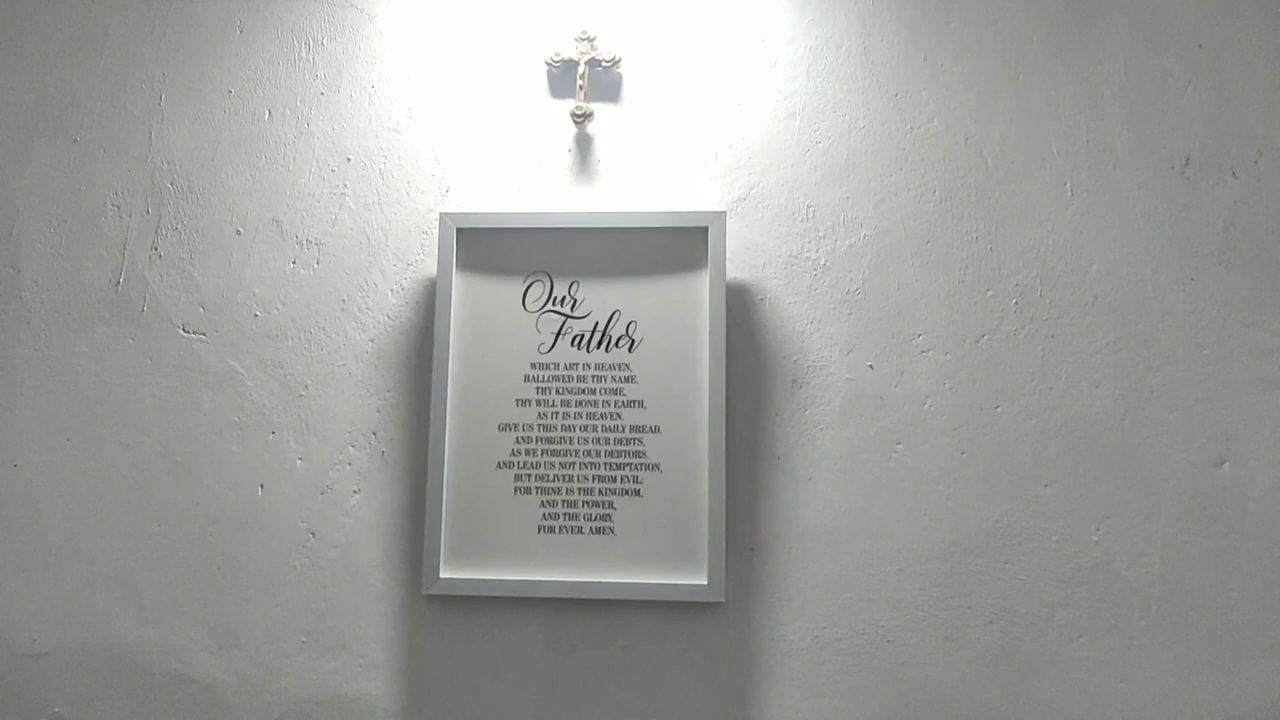 Our
Father
WHICH ART IN HEAVEN,
HALLOWED BE THY NAME.
THY KINGDOM COME,
THY WILL BE DONE IN EARTH,
AS IT IS IN HEAVEN.
GIVE US THIS DAY OUR DAILY BREAD.
AND FORGIVE US OUR DEBTS,
AS WE FORGIVE OUR DEBTORS.
AND LEAD US NOT INTO TEMPTATION,
BUT DELIVER US FROM EVIL:
FOR THINE IS THE KINGDOM,
AND THE POWER,
AND THE GLORY,
FOR EVER. AMEN.